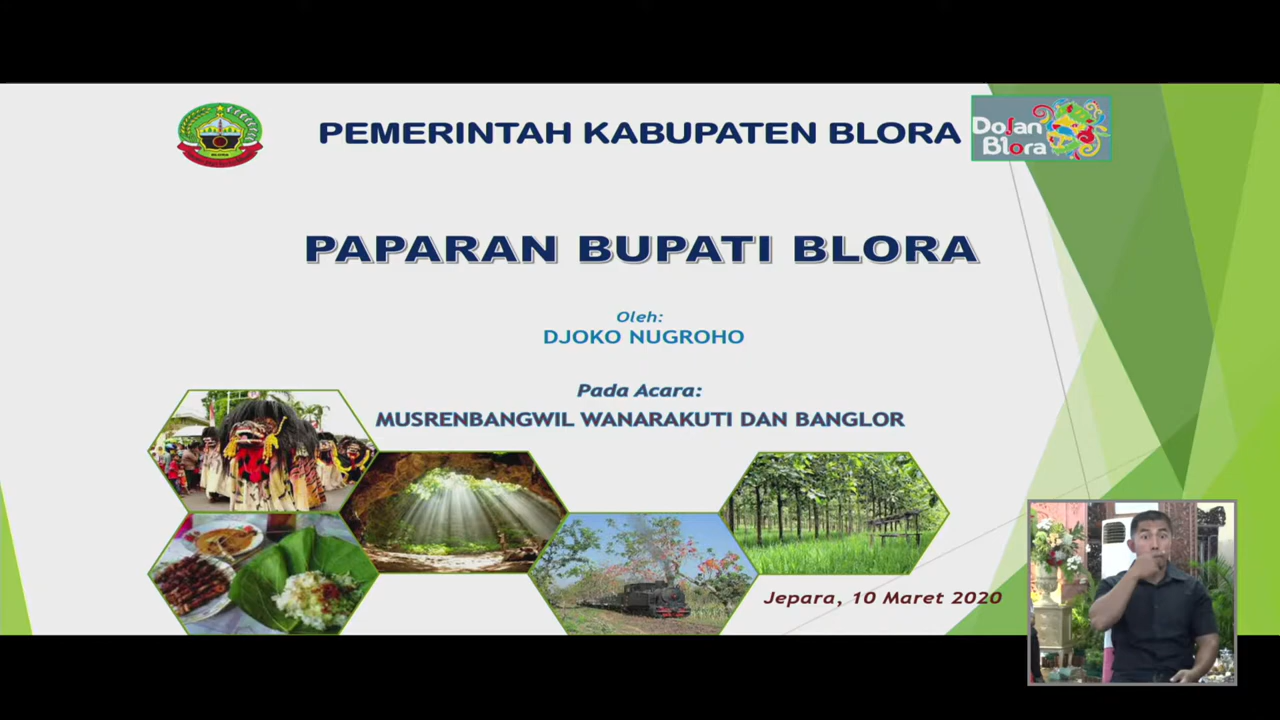 PEMERINTAH KABUPATEN BLORA
Dolan
Blora
BLORA
PAPARAN BUPATI BLORA
Oleh:
DJOKO NUGROHO
Pada Acara:
MUSRENBANGWIL WANARAKUTI DAN BANGLOR
Jepara, 10 Maret 2020